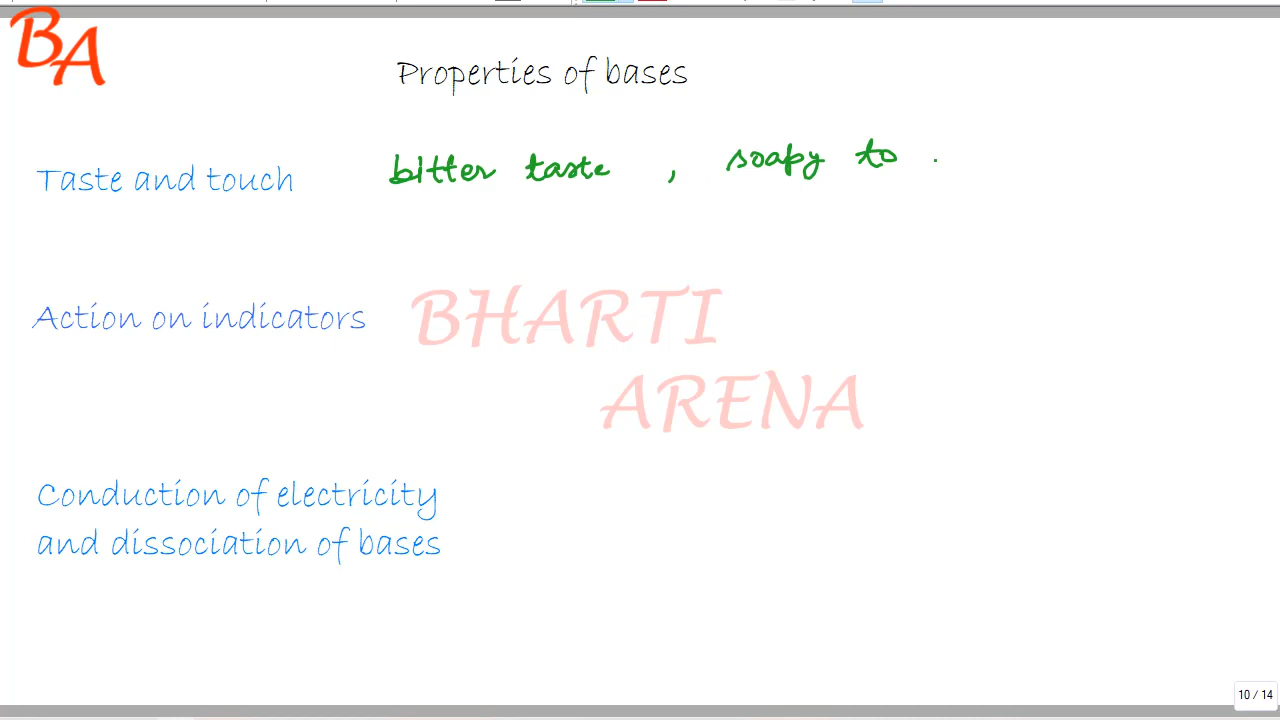 BA
Properties of bases
Taste and touch bitter taste , soapy to
Action on indicators
BHARTI
ARENA
Conduction of electricity
and dissociation of bases
10 / 14